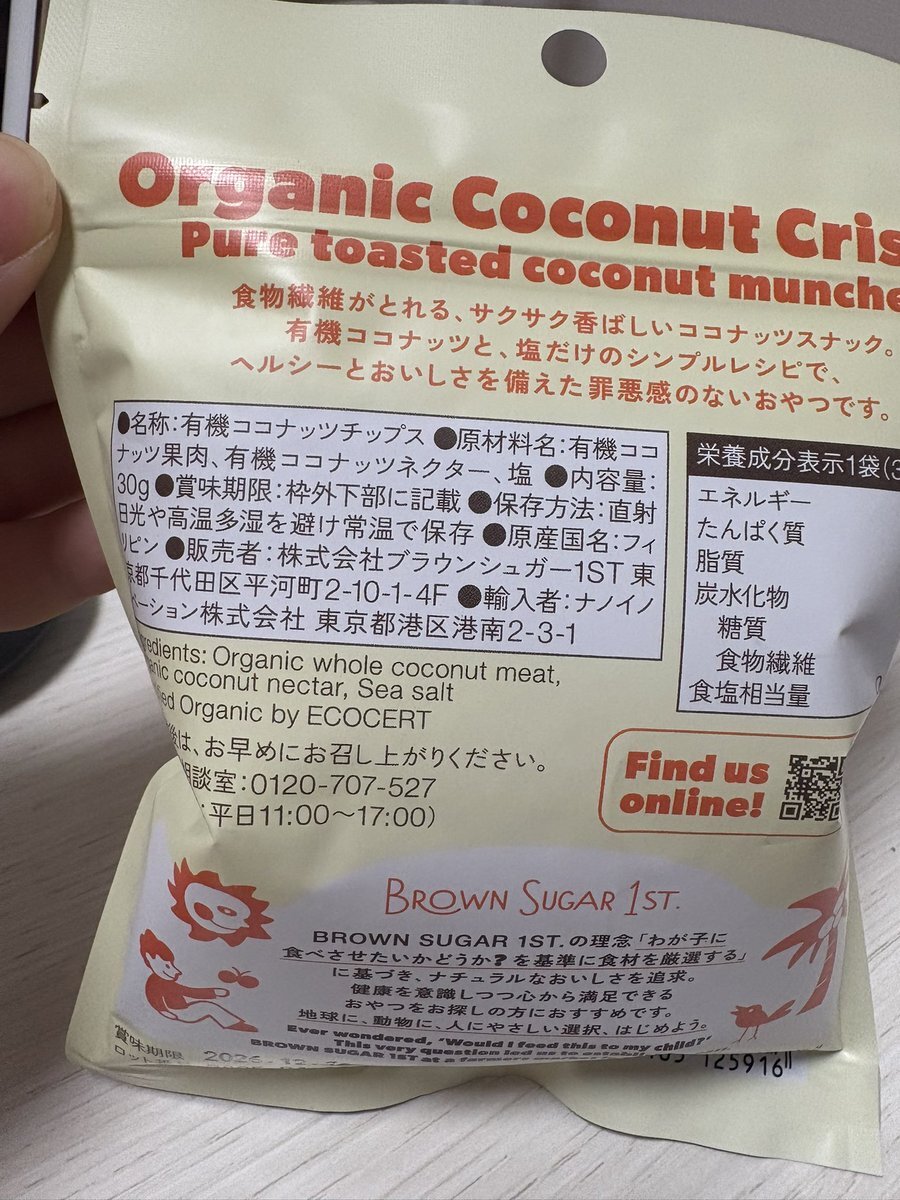 Organic Coconut Cris
Pure toasted coconut munche
食物繊維がとれる、サクサク香ばしいココナッツスナック。
有機ココナッツと、塩だけのシンプルレシピで、
ヘルシーとおいしさを備えた罪悪感のないおやつです。
●名称：有機ココナッツチップス ●原材料名：有機ココ
ナッツ果肉、有機ココナッツネクター、塩 ●内容量：
30g ●賞味期限：枠外下部に記載 ●保存方法：直射
日光や高温多湿を避け常温で保存 ●原産国名：フィ
リピン ●販売者：株式会社ブラウンシュガー1ST 東
京都千代田区平河町2-10-1-4F ●輸入者：ナノイノ
ベーション株式会社 東京都港区港南2-3-1
栄養成分表示1袋(3
エネルギー
たんぱく質
脂質
炭水化物
糖質
食物繊維
食塩相当量
redients: Organic whole coconut meat,
anic coconut nectar, Sea salt
ed Organic by ECOCERT
後は、お早めにお召し上がりください。
談室：0120-707-527
：平日11:00～17:00）
Find us
online!
BROWN SUGAR 1ST.
BROWN SUGAR 1ST.の理念「わが子に
食べさせたいかどうか?を基準に食材を厳選する」
に基づき、ナチュラルなおいしさを追求。
健康を意識しつつ心から満足できる
おやつをお探しの方におすすめです。
地球に、動物に、人にやさしい選択、はじめよう。
Ever wondered, 'Would I feed this to my child?'
This very question led us to
BROWN SUGAR 1ST at a farmers
賞味期限
ロット
125916